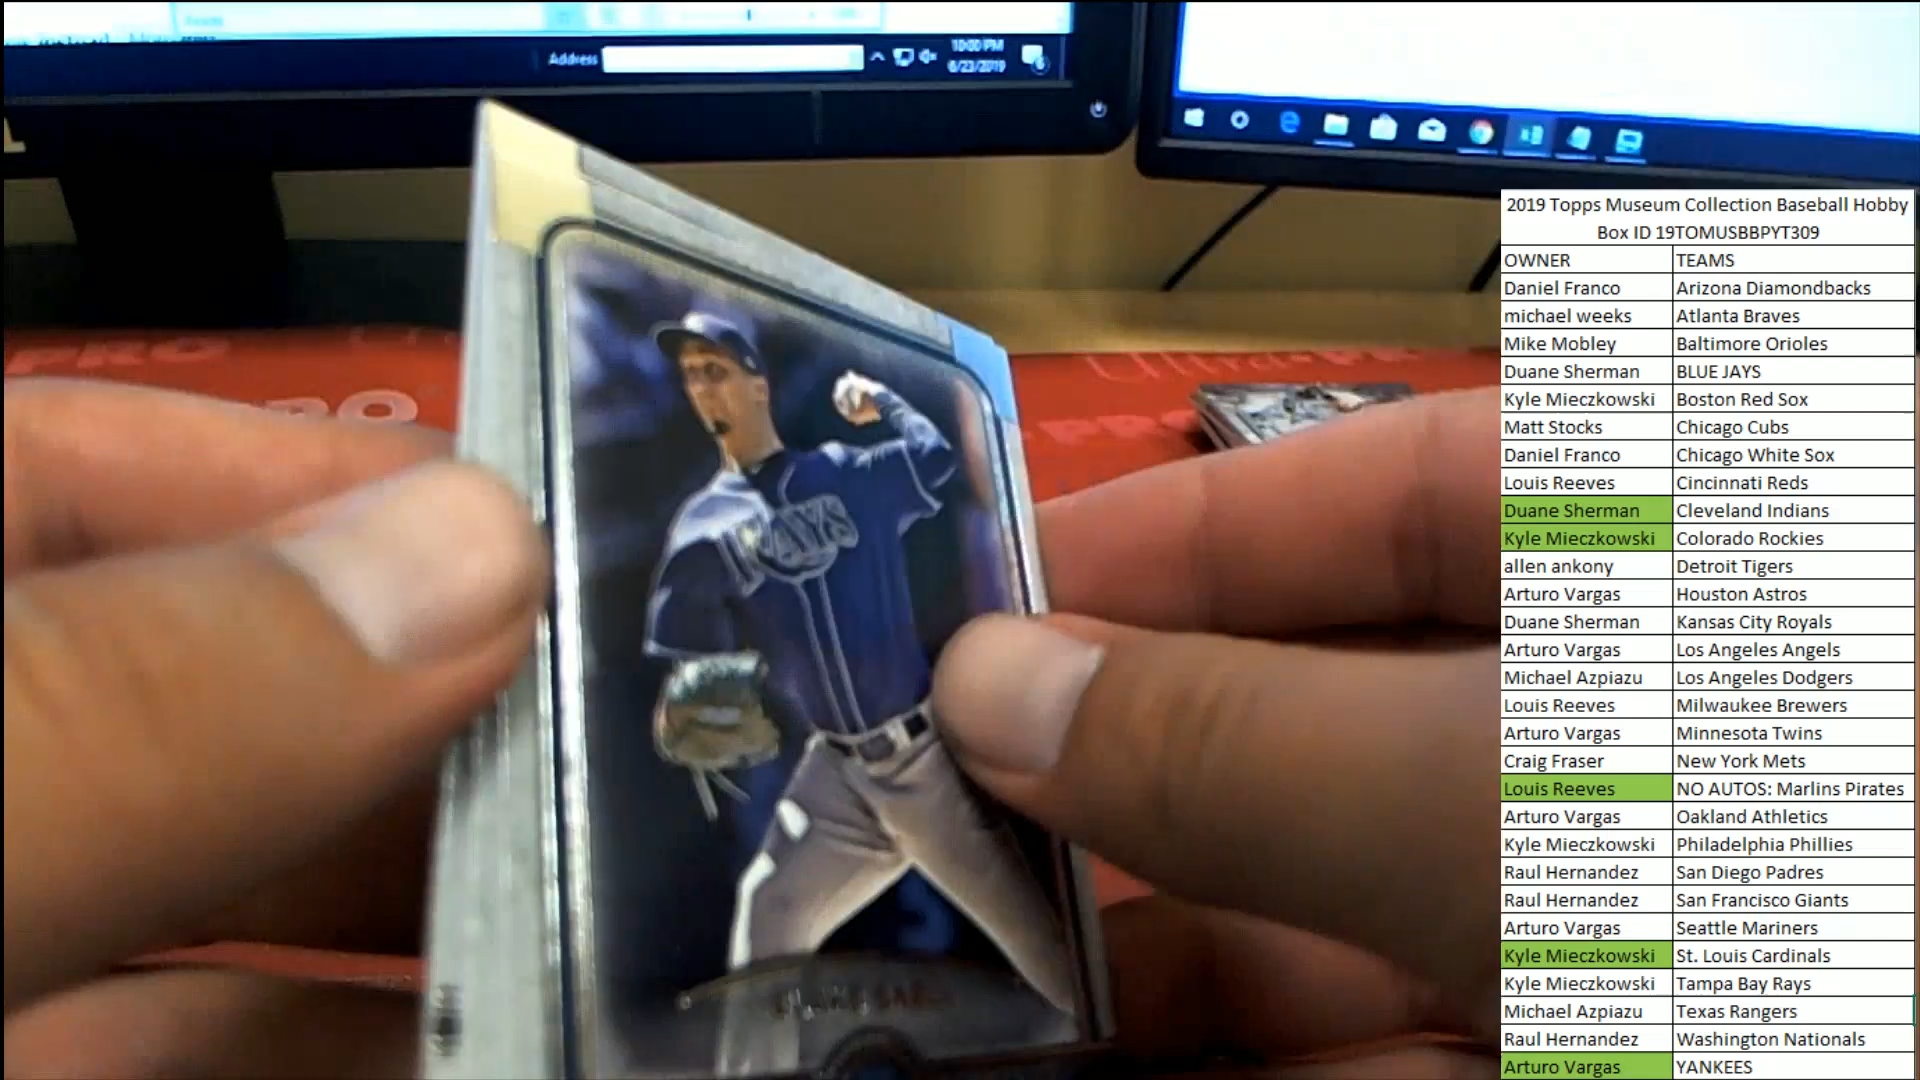 Address
10:00 PM
6/23/2019
PRO
RAYS
2019 Topps Museum Collection Baseball Hobby
Box ID 19TOMUSBBPYT309
OWNER TEAMS
Daniel Franco Arizona Diamondbacks
michael weeks Atlanta Braves
Mike Mobley Baltimore Orioles
Duane Sherman BLUE JAYS
Kyle Mieczkowski Boston Red Sox
Matt Stocks Chicago Cubs
Daniel Franco Chicago White Sox
Louis Reeves Cincinnati Reds
Duane Sherman Cleveland Indians
Kyle Mieczkowski Colorado Rockies
allen ankony Detroit Tigers
Arturo Vargas Houston Astros
Duane Sherman Kansas City Royals
Arturo Vargas Los Angeles Angels
Michael Azpiazu Los Angeles Dodgers
Louis Reeves Milwaukee Brewers
Arturo Vargas Minnesota Twins
Craig Fraser New York Mets
Louis Reeves NO AUTOS: Marlins Pirates
Arturo Vargas Oakland Athletics
Kyle Mieczkowski Philadelphia Phillies
Raul Hernandez San Diego Padres
Raul Hernandez San Francisco Giants
Arturo Vargas Seattle Mariners
Kyle Mieczkowski St. Louis Cardinals
Kyle Mieczkowski Tampa Bay Rays
Michael Azpiazu Texas Rangers
Raul Hernandez Washington Nationals
Arturo Vargas YANKEES